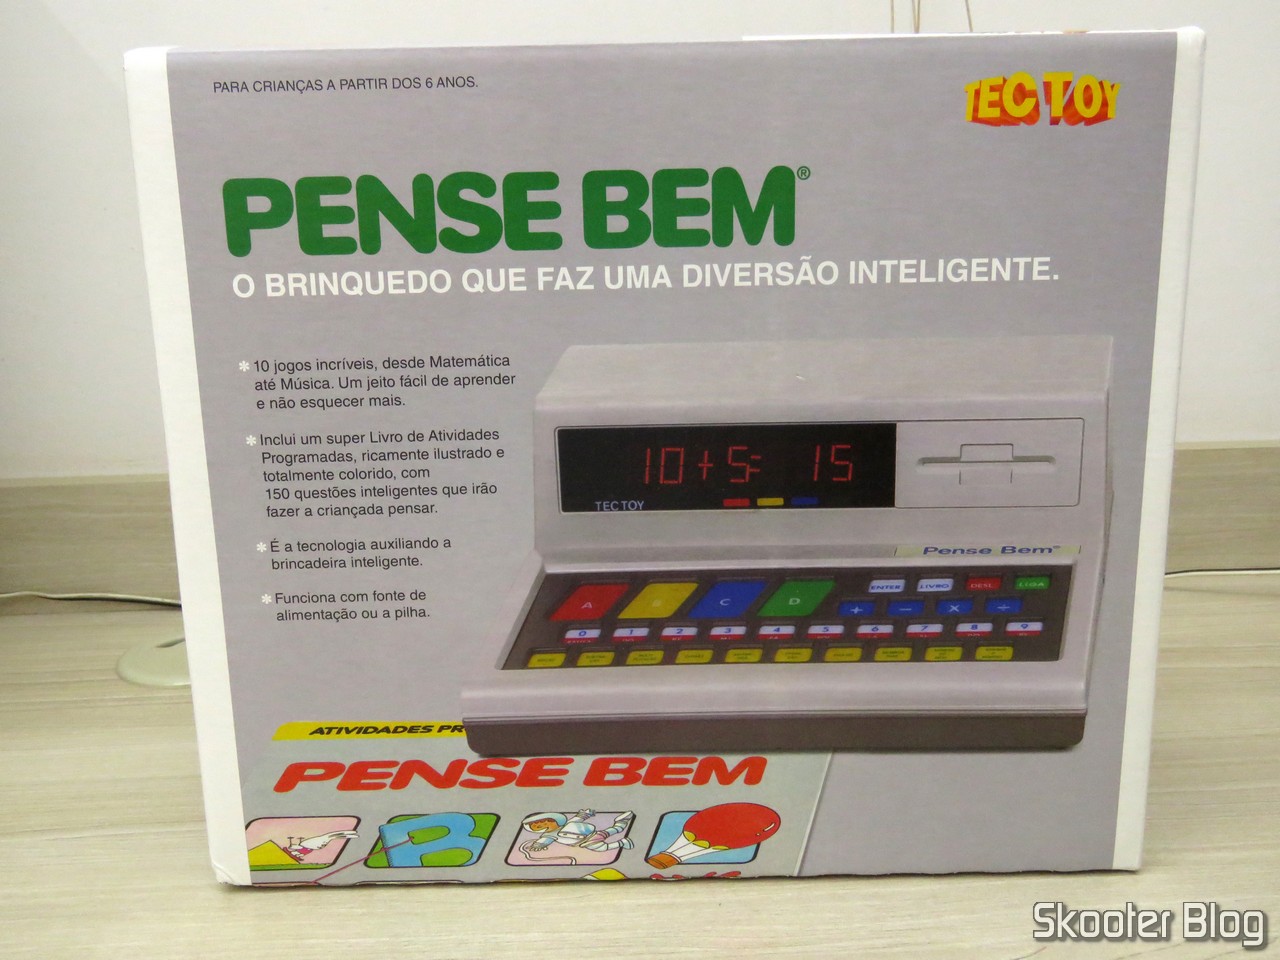 PARA CRIANÇAS A PARTIR DOS 6 ANOS.
TEC TOY
PENSE BEM®
O BRINQUEDO QUE FAZ UMA DIVERSÃO INTELIGENTE.
* 10 jogos incríveis, desde Matemática
até Música. Um jeito fácil de aprender
e não esquecer mais.
* Inclui um super Livro de Atividades
Programadas, ricamente ilustrado e
totalmente colorido, com
150 questões inteligentes que irão
fazer a criançada pensar.
* É a tecnologia auxiliando a
brincadeira inteligente.
* Funciona com fonte de
alimentação ou a pilha.
10+5= 15
TEC TOY
Pense Bem®
A B C D ENTER LIVRO DESL. LIGA
+ − X ÷
0 1 2 3 4 5 6 7 8 9
ATIVIDADES PR
PENSE BEM
B
Skooter Blog